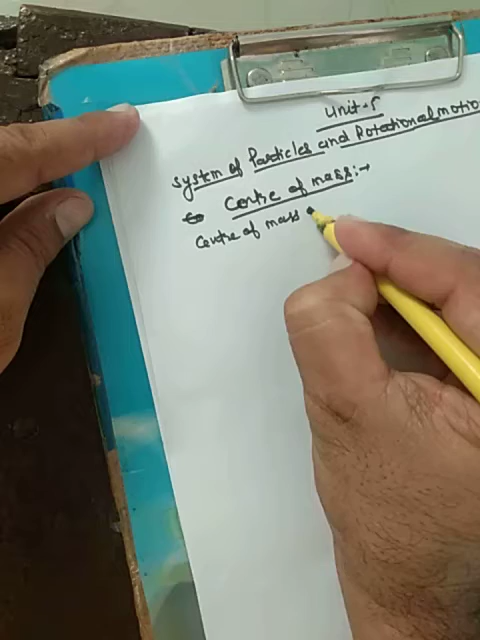 Unit-5
System of Particles and Rotational motion
Centre of mass:→
Centre of mass